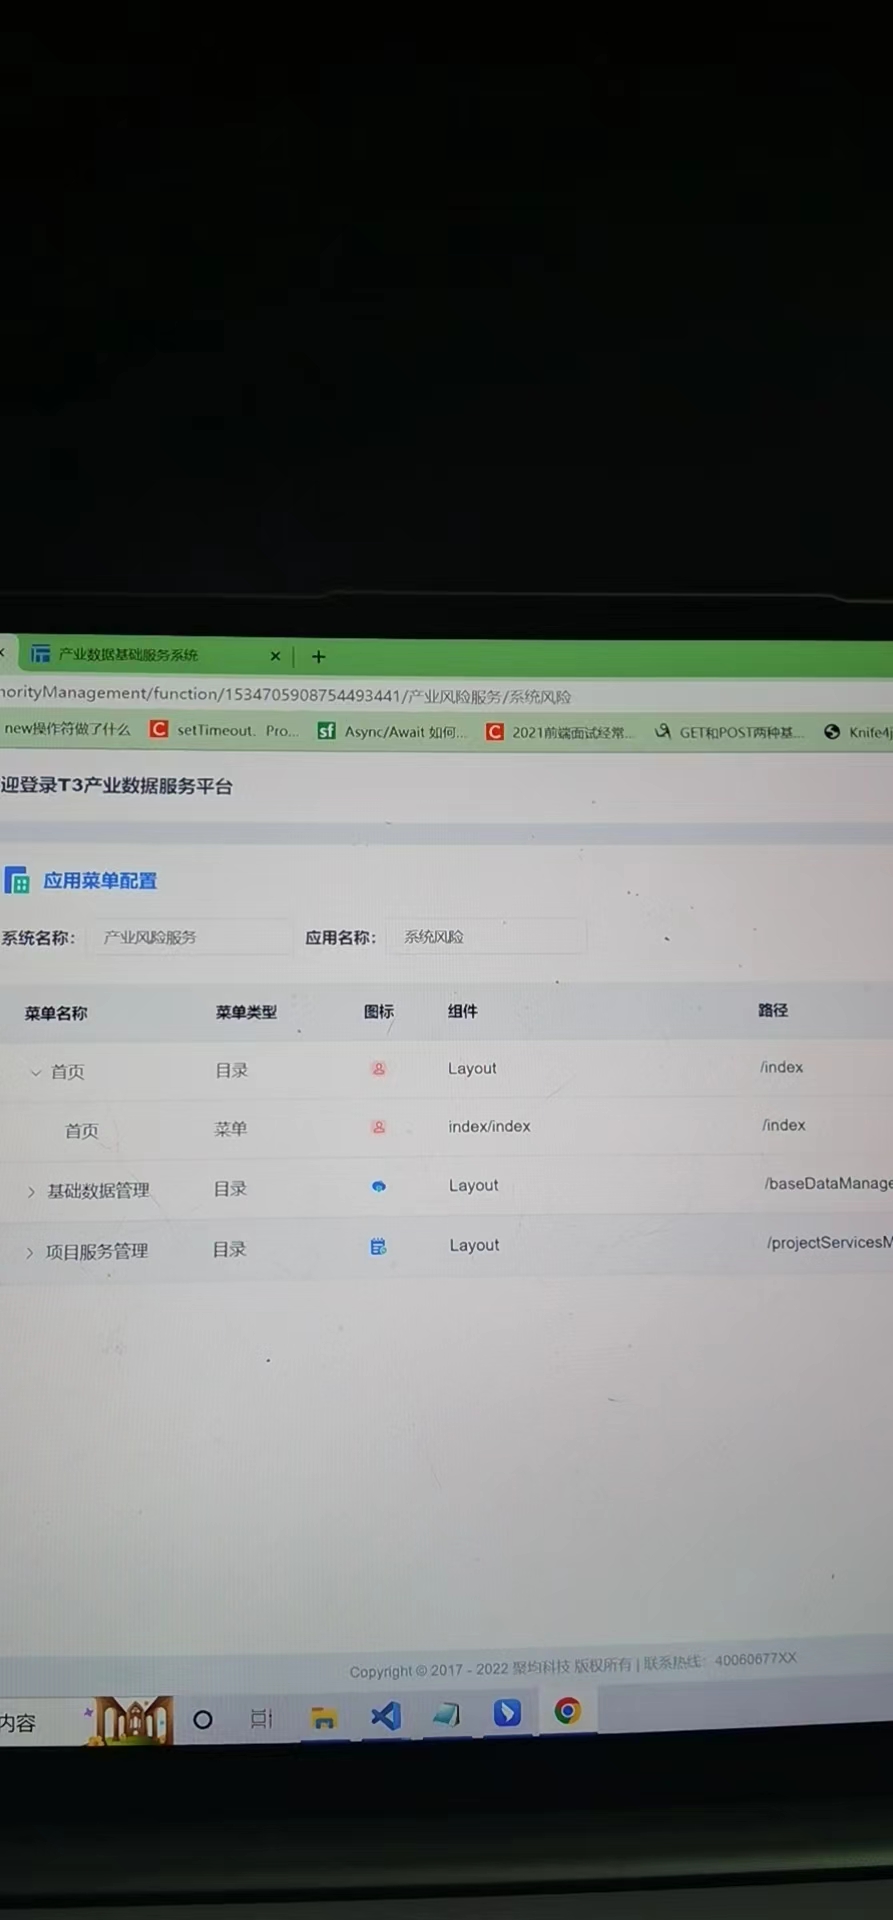 产业数据基础服务系统
horityManagement/function/1534705908754493441/产业风险服务/系统风险
new操作符做了什么 setTimeout、Pro... sf Async/Await 如何... 2021前端面试经常... GET和POST两种基... Knife4j
迎登录T3产业数据服务平台
应用菜单配置
系统名称： 产业风险服务 应用名称： 系统风险
菜单名称 菜单类型 图标 组件 路径
首页 目录 Layout /index
首页 菜单 index/index /index
基础数据管理 目录 Layout /baseDataManage
项目服务管理 目录 Layout /projectServicesM
Copyright © 2017 - 2022 聚均科技 版权所有 | 联系热线：40060677XX
内容